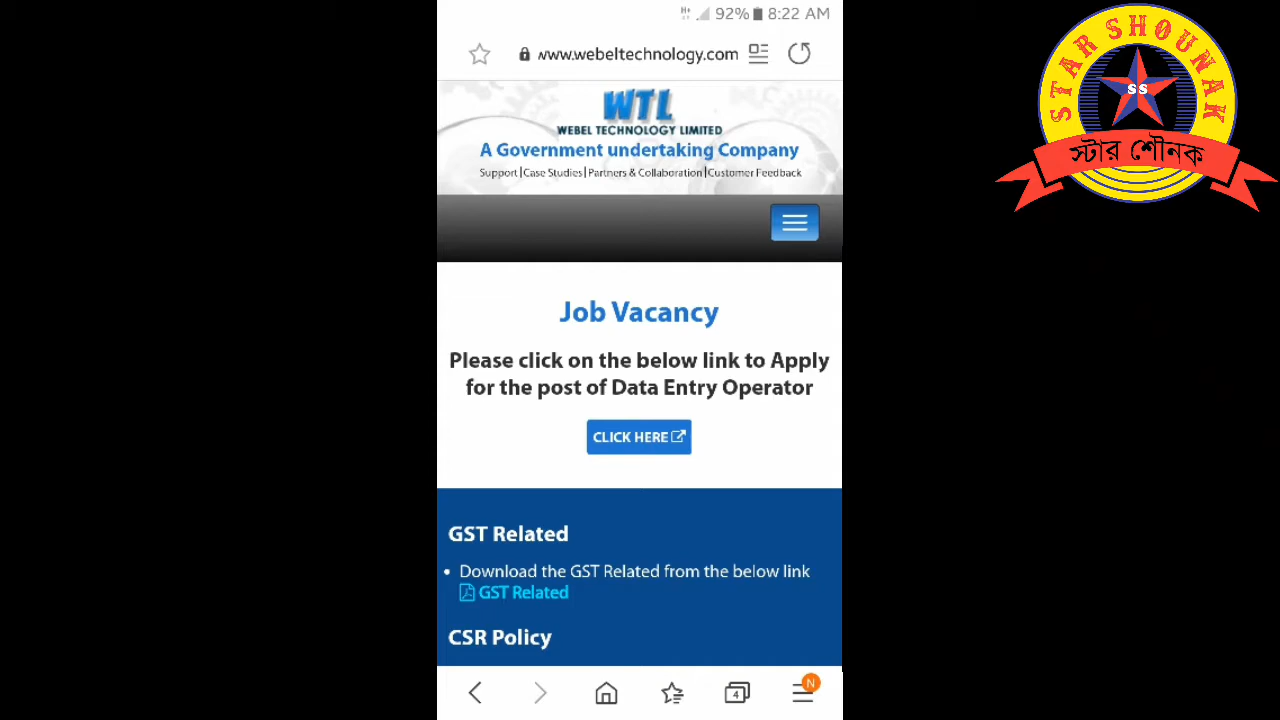 H+ 92% 8:22 AM
www.webeltechnology.com
WTL
WEBEL TECHNOLOGY LIMITED
A Government undertaking Company
Support|Case Studies|Partners & Collaboration|Customer Feedback
Job Vacancy
Please click on the below link to Apply
for the post of Data Entry Operator
CLICK HERE
GST Related
• Download the GST Related from the below link
GST Related
CSR Policy
4
N
STAR SHOUNAK
SS
স্টার শৌনক